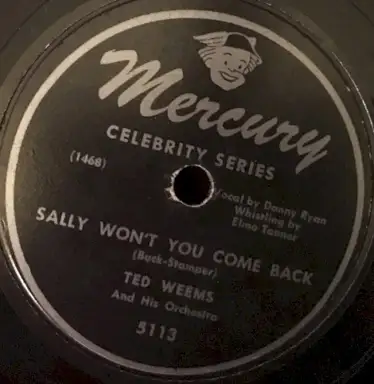 Mercury
CELEBRITY SERIES
(1468)
Vocal by Danny Ryan
Whistling by
Elmo Tanner
SALLY WON'T YOU COME BACK
(Buck-Stamper)
TED WEEMS
And His Orchestra
5113